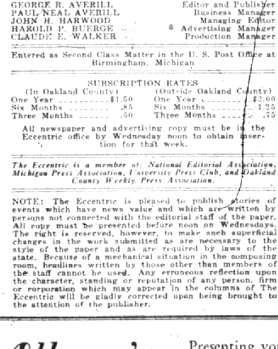 GEORGE R. AVERILL Editor and Publisher
PAUL NEAL AVERILL Business Manager
JOHN H. HARWOOD Managing Editor
HAROLD P. BUERGE Advertising Manager
CLAUDE E. WALKER Production Manager
Entered as Second Class Matter in the U. S. Post Office at
Birmingham, Michigan
SUBSCRIPTION RATES
(In Oakland County) (Outside Oakland County)
One Year $1.50 One Year $2.00
Six Months .85 Six Months 1.25
Three Months .50 Three Months .75
All newspaper and advertising copy must be in the
Eccentric office by Wednesday noon to obtain inser-
tion for that week.
The Eccentric is a member of: National Editorial Association,
Michigan Press Association, University Press Club, and Oakland
County Weekly Press Association.
NOTE: The Eccentric is pleased to publish stories of
events which have news value and which are written by
persons not connected with the editorial staff of the paper.
All copy must be presented before noon on Wednesdays.
The right is reserved, however, to make such superficial
changes in the work submitted as are necessary to the
style of the paper and as are required by laws of the
state. Because of a mechanical situation in the composing
room, headlines written by those other than members of
the staff cannot be used. Any erroneous reflection upon
the character, standing or reputation of any person, firm
or corporation which may appear in the columns of The
Eccentric will be gladly corrected upon being brought to
the attention of the publisher.
Presenting